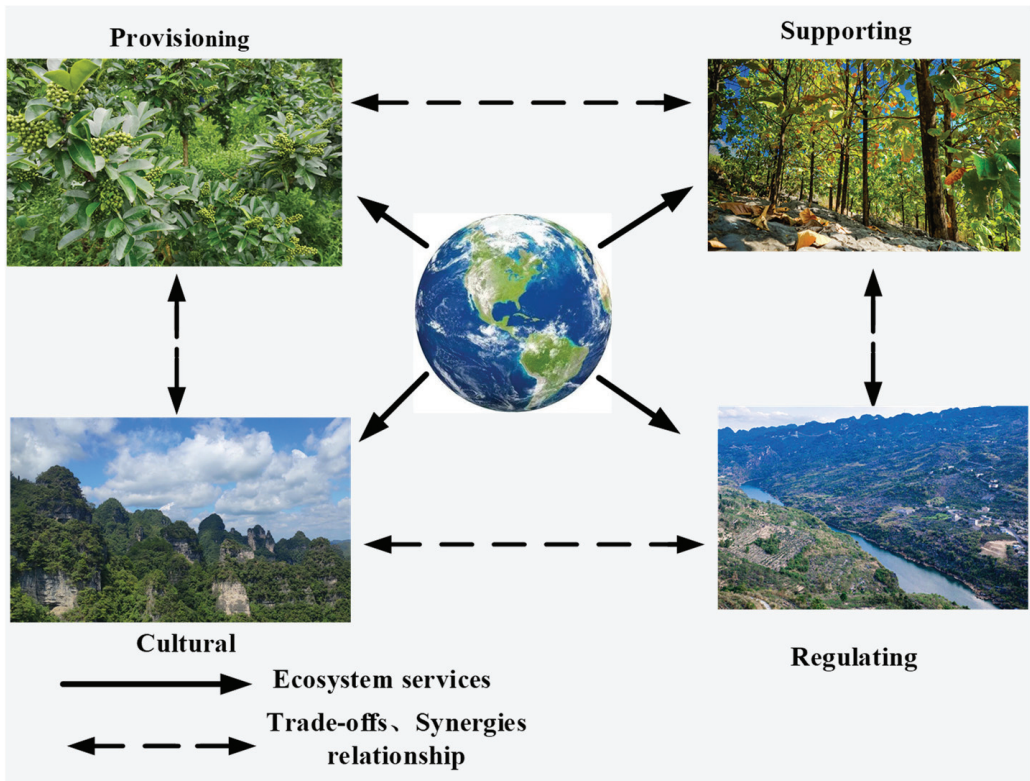 Provisioning
Supporting
Cultural
Regulating
Ecosystem services
Trade-offs、Synergies
relationship